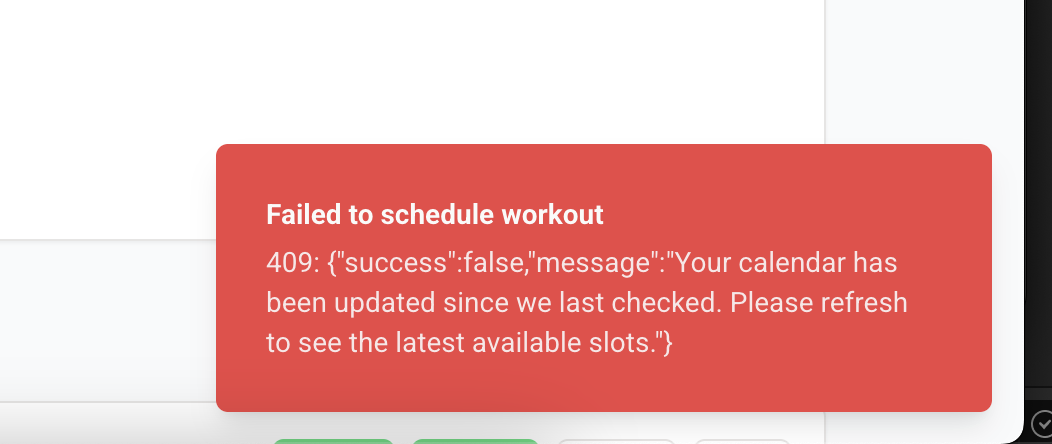 Failed to schedule workout
409: {"success":false,"message":"Your calendar has
been updated since we last checked. Please refresh
to see the latest available slots."}